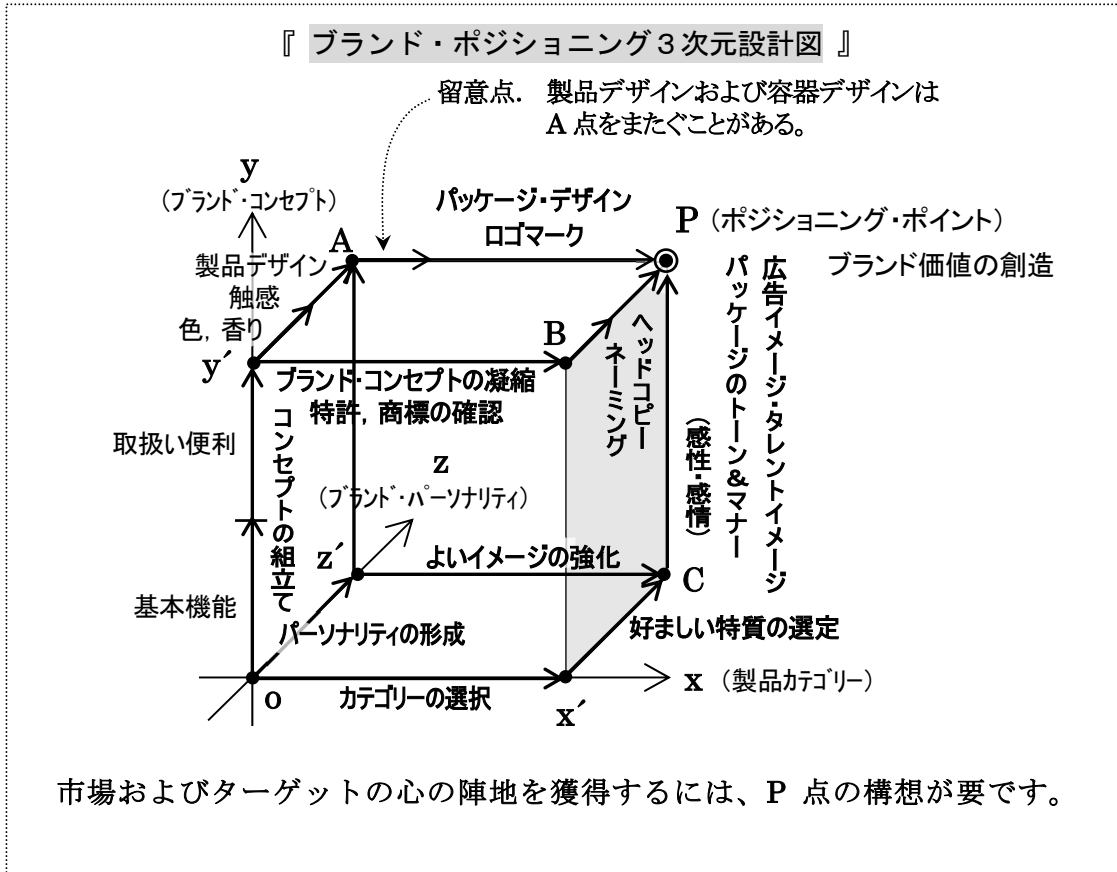 『 ブランド・ポジショニング3次元設計図 』
留意点. 製品デザインおよび容器デザインは
A 点をまたぐことがある。
y
(ブランド・コンセプト)
パッケージ・デザイン
ロゴマーク
P (ポジショニング・ポイント)
ブランド価値の創造
A
製品デザイン
触感
色, 香り
y´
B
ブランド・コンセプトの凝縮
特許, 商標の確認
ヘッドコピー
ネーミング
広告イメージ・タレントイメージ
パッケージのトーン&マナー
(感性・感情)
取扱い便利
コンセプトの組立て
z
(ブランド・パーソナリティ)
z´
よいイメージの強化
C
基本機能
パーソナリティの形成
好ましい特質の選定
o
カテゴリーの選択
x´
x (製品カテゴリー)
市場およびターゲットの心の陣地を獲得するには、P 点の構想が要です。